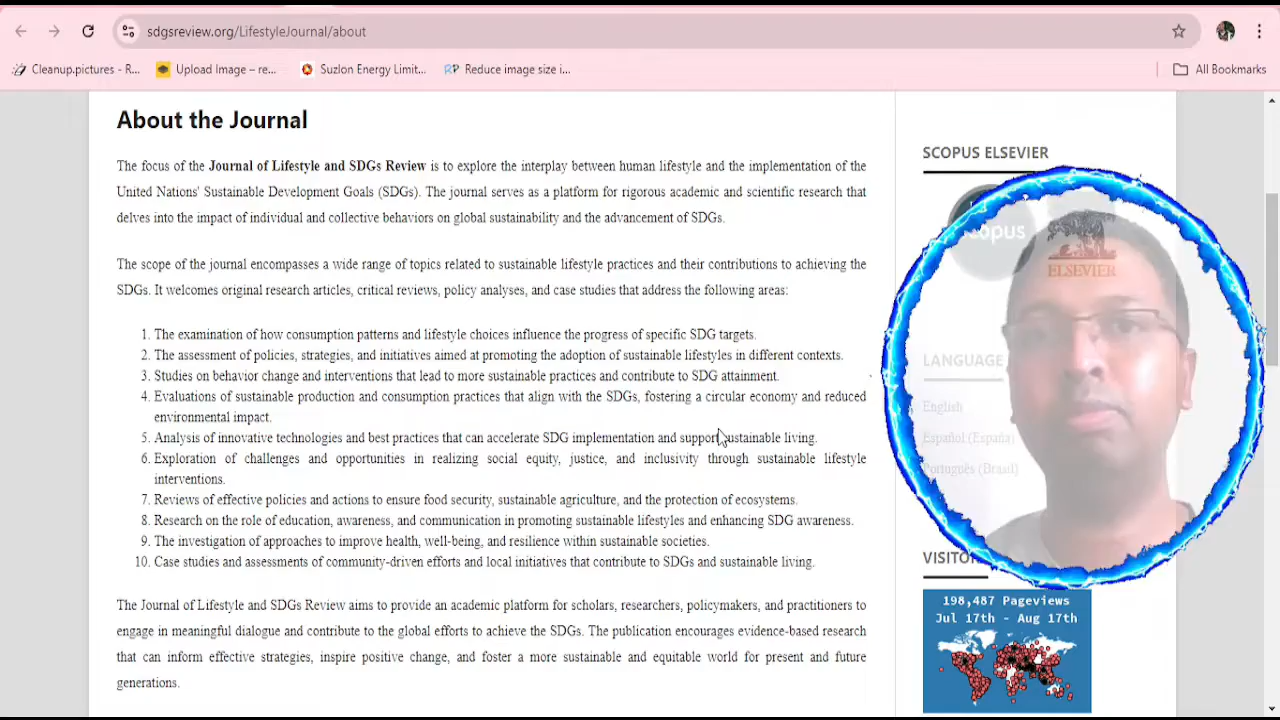 sdgsreview.org/LifestyleJournal/about
Cleanup.pictures - R...
Upload Image – re...
Suzlon Energy Limit...
Reduce image size i...
All Bookmarks
About the Journal
The focus of the Journal of Lifestyle and SDGs Review is to explore the interplay between human lifestyle and the implementation of the
United Nations' Sustainable Development Goals (SDGs). The journal serves as a platform for rigorous academic and scientific research that
delves into the impact of individual and collective behaviors on global sustainability and the advancement of SDGs.
The scope of the journal encompasses a wide range of topics related to sustainable lifestyle practices and their contributions to achieving the
SDGs. It welcomes original research articles, critical reviews, policy analyses, and case studies that address the following areas:
1. The examination of how consumption patterns and lifestyle choices influence the progress of specific SDG targets.
2. The assessment of policies, strategies, and initiatives aimed at promoting the adoption of sustainable lifestyles in different contexts.
3. Studies on behavior change and interventions that lead to more sustainable practices and contribute to SDG attainment.
4. Evaluations of sustainable production and consumption practices that align with the SDGs, fostering a circular economy and reduced
environmental impact.
5. Analysis of innovative technologies and best practices that can accelerate SDG implementation and support sustainable living.
6. Exploration of challenges and opportunities in realizing social equity, justice, and inclusivity through sustainable lifestyle
interventions.
7. Reviews of effective policies and actions to ensure food security, sustainable agriculture, and the protection of ecosystems.
8. Research on the role of education, awareness, and communication in promoting sustainable lifestyles and enhancing SDG awareness.
9. The investigation of approaches to improve health, well-being, and resilience within sustainable societies.
10. Case studies and assessments of community-driven efforts and local initiatives that contribute to SDGs and sustainable living.
The Journal of Lifestyle and SDGs Review aims to provide an academic platform for scholars, researchers, policymakers, and practitioners to
engage in meaningful dialogue and contribute to the global efforts to achieve the SDGs. The publication encourages evidence-based research
that can inform effective strategies, inspire positive change, and foster a more sustainable and equitable world for present and future
generations.
SCOPUS ELSEVIER
copus
ELSEVIER
LANGUAGE
English
Español (España)
Português (Brasil)
VISITO
198,487 Pageviews
Jul 17th - Aug 17th